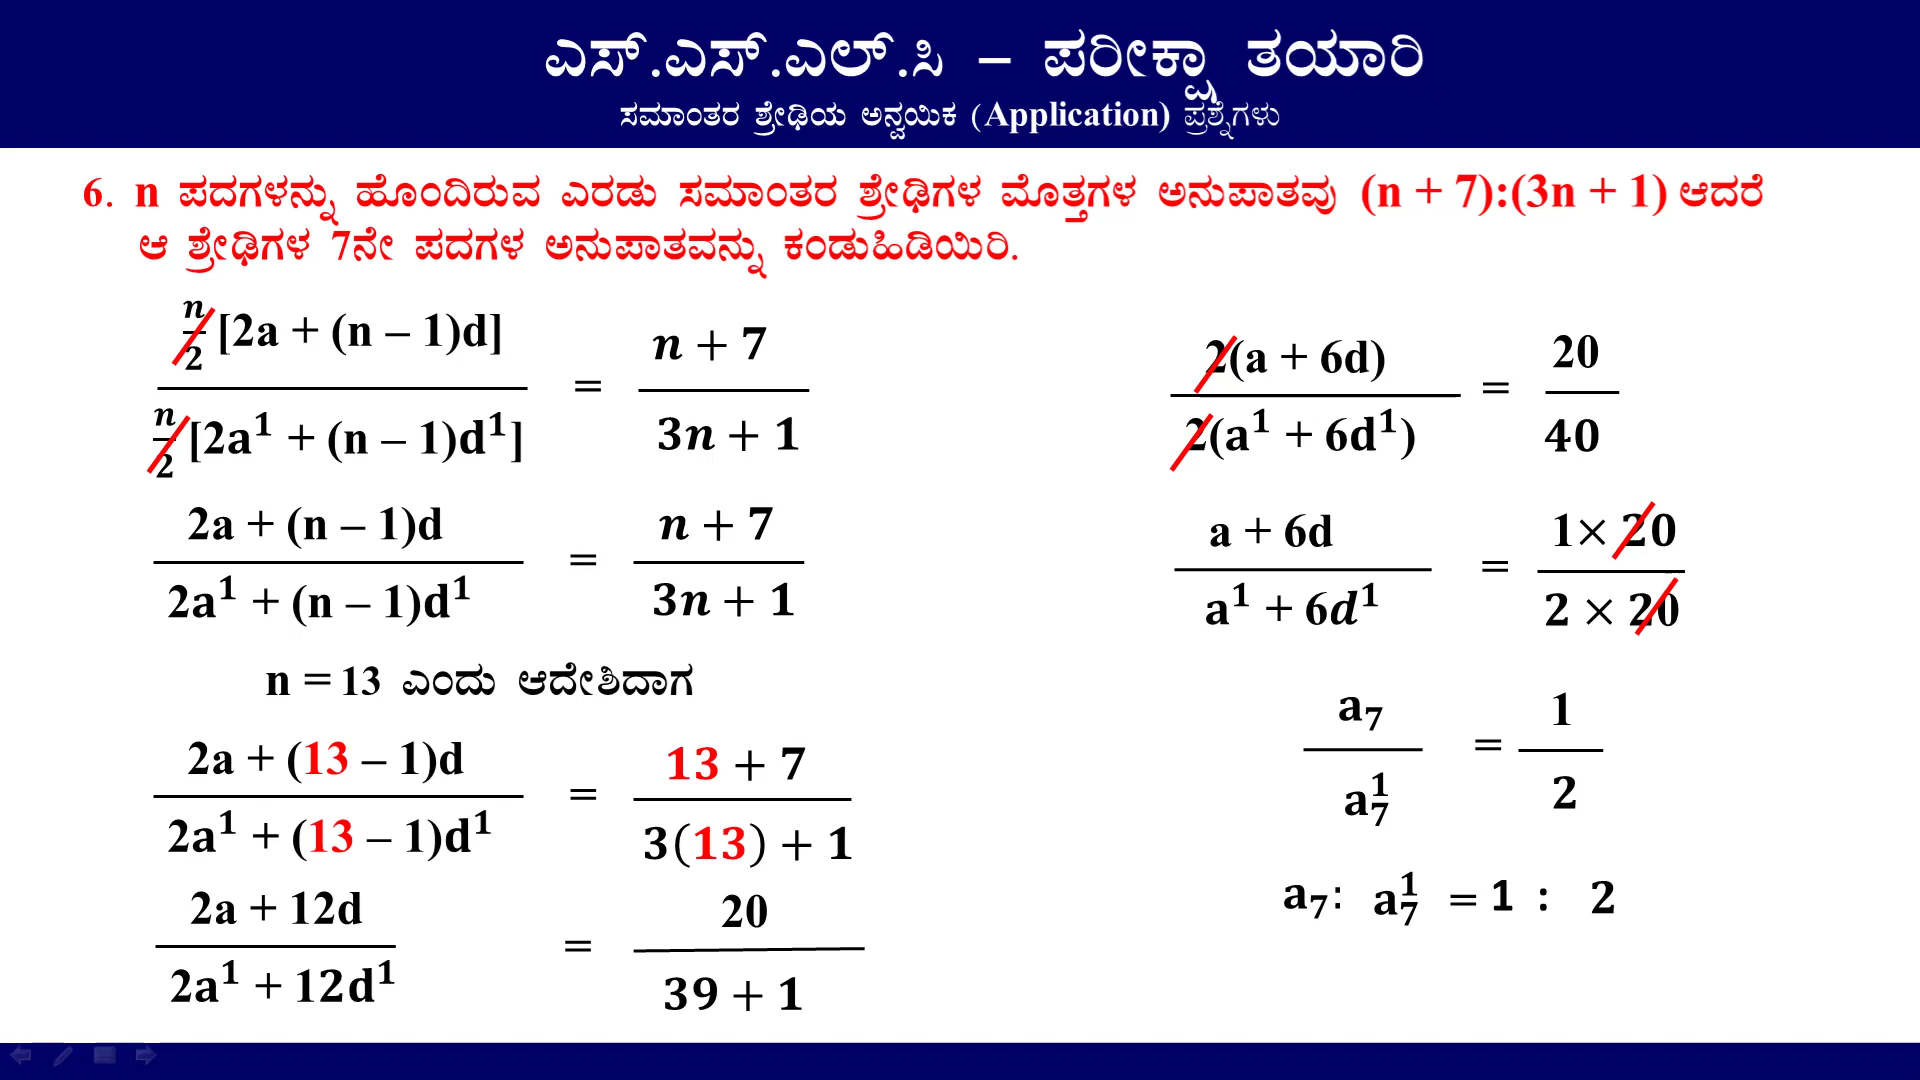 ಎಸ್.ಎಸ್.ಎಲ್.ಸಿ – ಪರೀಕ್ಷಾ ತಯಾರಿ
ಸಮಾಂತರ ಶ್ರೇಢಿಯ ಅನ್ವಯಿಕ (Application) ಪ್ರಶ್ನೆಗಳು
6. n ಪದಗಳನ್ನು ಹೊಂದಿರುವ ಎರಡು ಸಮಾಂತರ ಶ್ರೇಢಿಗಳ ಮೊತ್ತಗಳ ಅನುಪಾತವು (n + 7):(3n + 1) ಆದರೆ
ಆ ಶ್ರೇಢಿಗಳ 7ನೇ ಪದಗಳ ಅನುಪಾತವನ್ನು ಕಂಡುಹಿಡಿಯಿರಿ.
n/2 [2a + (n – 1)d]
n/2 [2a¹ + (n – 1)d¹]
=
n + 7
3n + 1
2a + (n – 1)d
2a¹ + (n – 1)d¹
=
n + 7
3n + 1
n = 13 ಎಂದು ಆದೇಶಿದಾಗ
2a + (13 – 1)d
2a¹ + (13 – 1)d¹
=
13 + 7
3(13) + 1
2a + 12d
2a¹ + 12d¹
=
20
39 + 1
2(a + 6d)
2(a¹ + 6d¹)
=
20
40
a + 6d
a¹ + 6d¹
=
1× 20
2 × 20
a₇
a₇¹
=
1
2
a₇: a₇¹ = 1 : 2